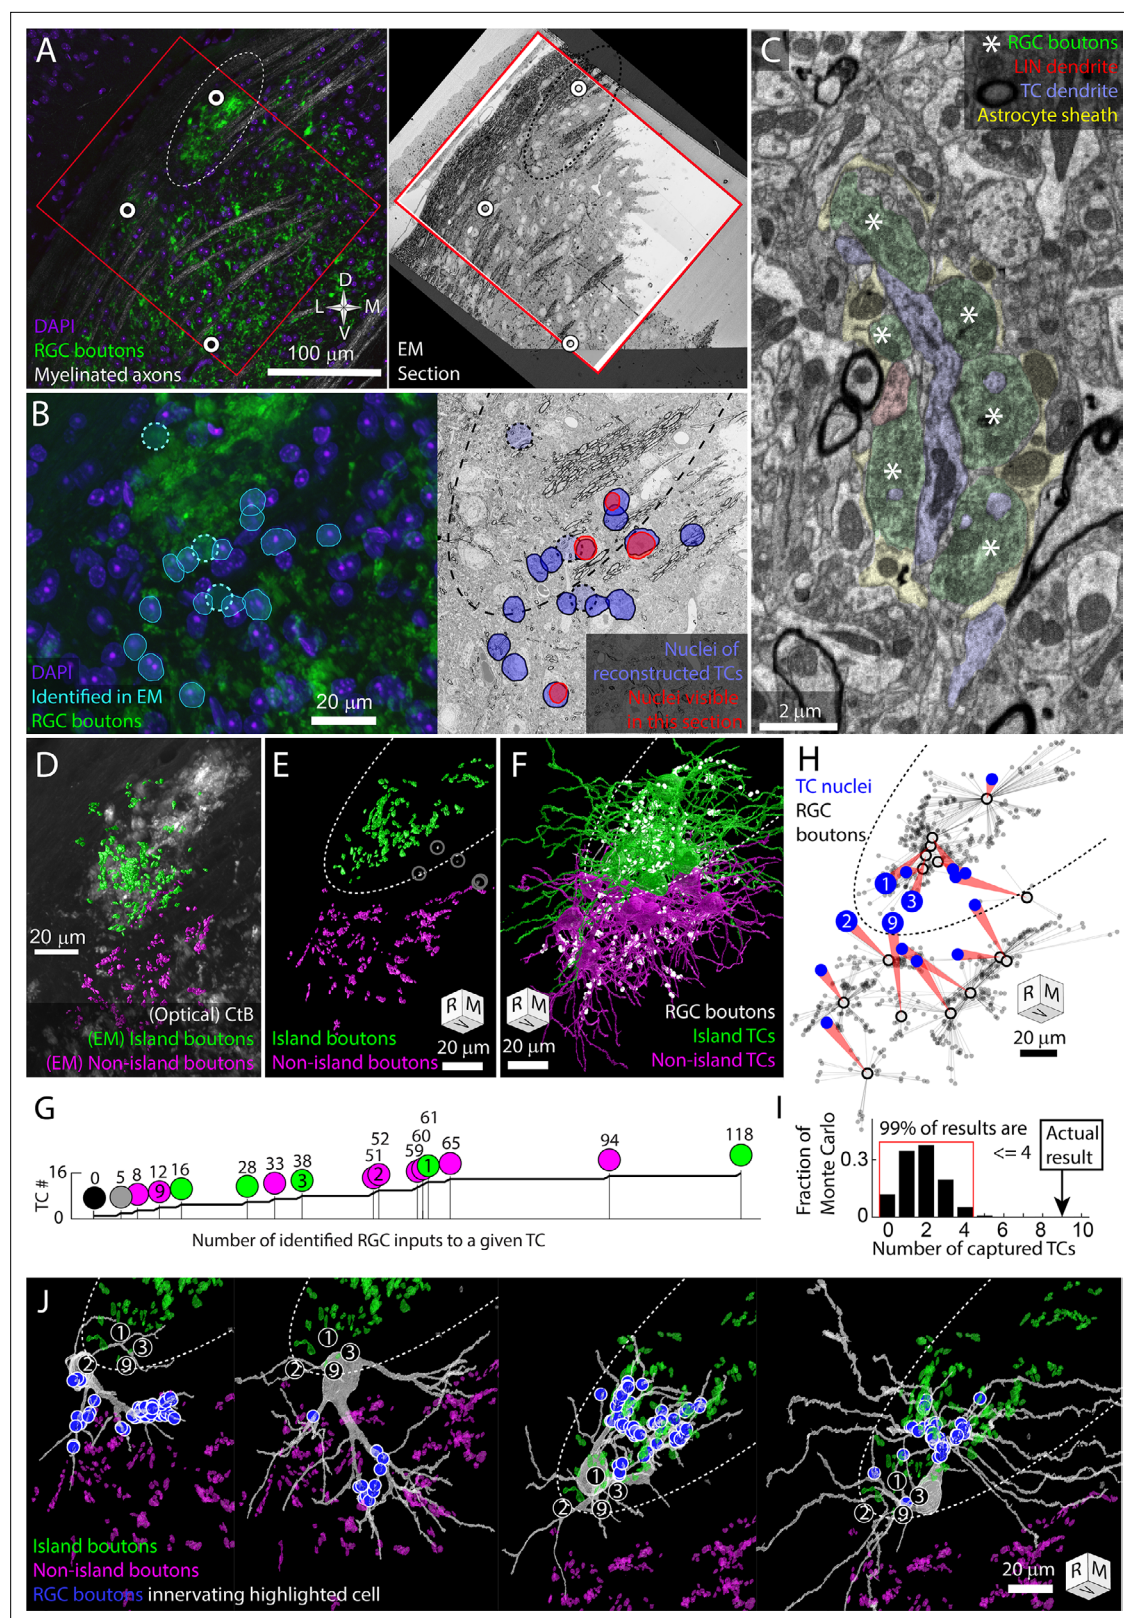 A
D
L
M
V
DAPI
RGC boutons
Myelinated axons
100 µm
EM
Section
C
* RGC boutons
LIN dendrite
TC dendrite
Astrocyte sheath
*
*
*
*
*
*
2 µm
B
DAPI
Identified in EM
RGC boutons
20 µm
Nuclei of
reconstructed TCs
Nuclei visible
in this section
D
20 µm
(Optical) CtB
(EM) Island boutons
(EM) Non-island boutons
E
Island boutons
Non-island boutons
R M
V
20 µm
F
R M
V
20 µm
RGC boutons
Island TCs
Non-island TCs
H
TC nuclei
RGC
boutons
1
3
2
9
R M
V
20 µm
G
TC #
16
0
0 5 8 12 16 28 33 38 51 52 59 60 61 65 94 118
9 3 2 1
Number of identified RGC inputs to a given TC
I
99% of results are
<= 4
Actual
result
Fraction of
Monte Carlo
0.3
0
0 2 4 6 8 10
Number of captured TCs
J
1
3
2
9
1
3
2
9
1
3
2
9
1
3
2
9
Island boutons
Non-island boutons
RGC boutons innervating highlighted cell
20 µm
R M
V